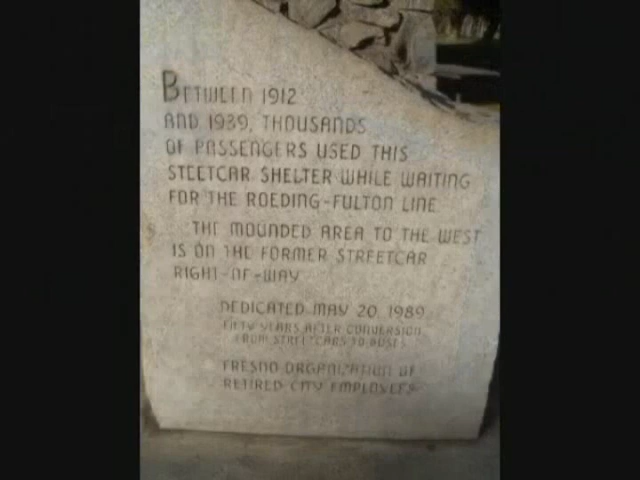 BETWEEN 1912
AND 1939, THOUSANDS
OF PASSENGERS USED THIS
STEETCAR SHELTER WHILE WAITING
FOR THE ROEDING-FULTON LINE
THE MOUNDED AREA TO THE WEST
IS ON THE FORMER STREETCAR
RIGHT-OF-WAY
DEDICATED MAY 20, 1989
FIFTY YEARS AFTER CONVERSION
FROM STREETCARS TO BUSES
FRESNO ORGANIZATION OF
RETIRED CITY EMPLOYEES